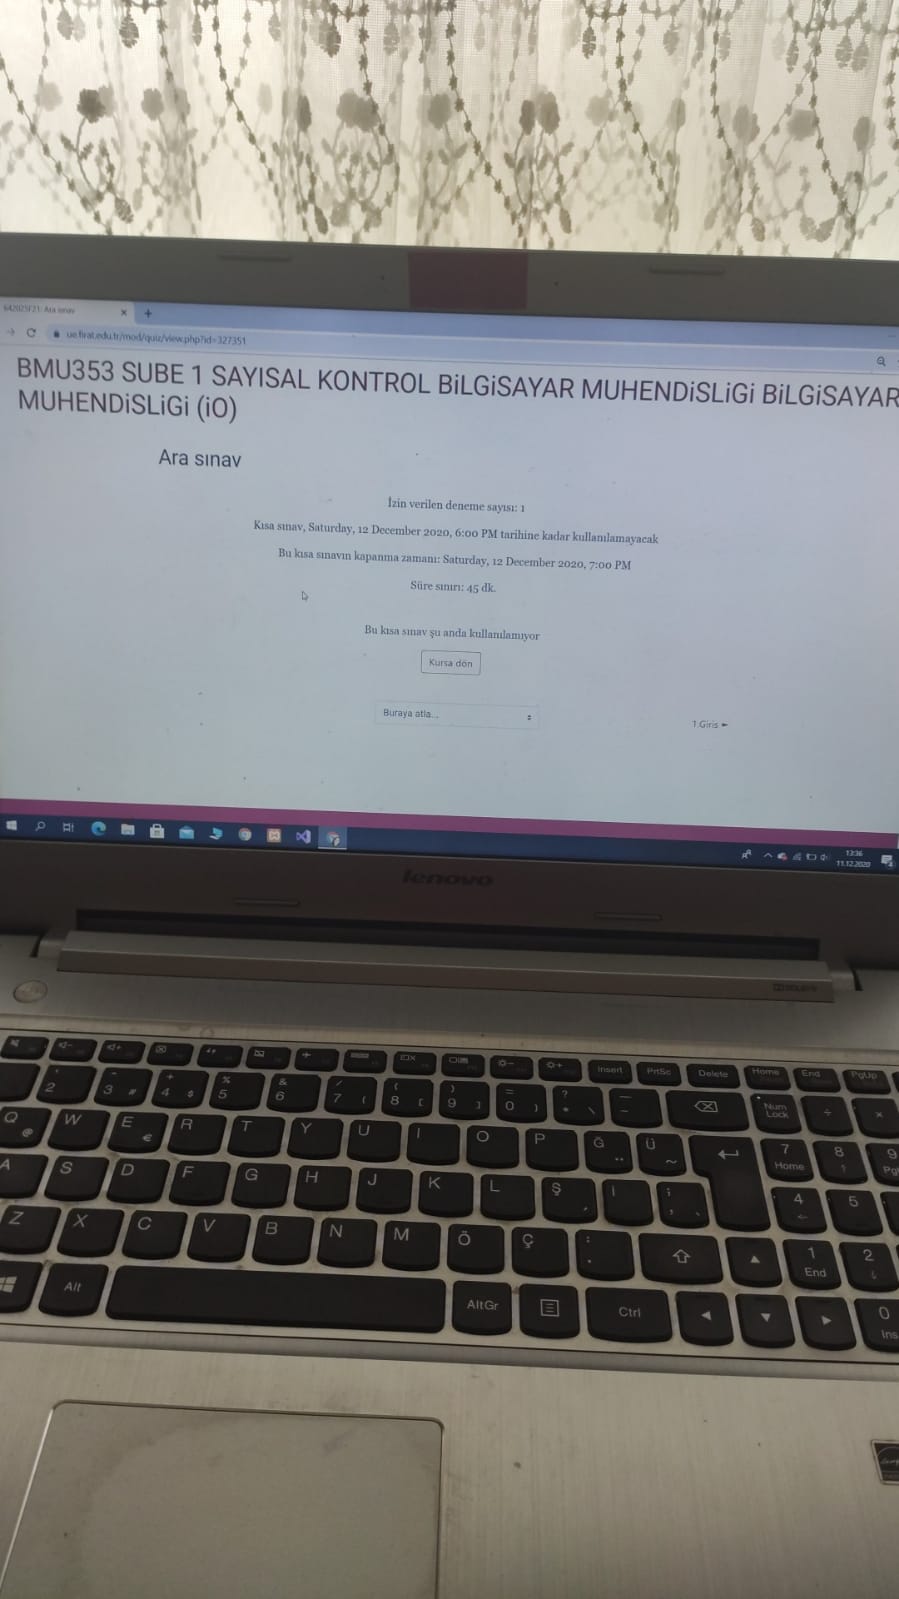 642025F21: Ara sınav
ue.firat.edu.tr/mod/quiz/view.php?id=327351
BMU353 SUBE 1 SAYISAL KONTROL BiLGiSAYAR MUHENDiSLiGi BiLGiSAYAR
MUHENDiSLiGi (iO)
Ara sınav
İzin verilen deneme sayısı: 1
Kısa sınav, Saturday, 12 December 2020, 6:00 PM tarihine kadar kullanılamayacak
Bu kısa sınavın kapanma zamanı: Saturday, 12 December 2020, 7:00 PM
Süre sınırı: 45 dk.
Bu kısa sınav şu anda kullanılamıyor
Kursa dön
Buraya atla...
1.Giris ►
13:36
11.12.2020
lenovo
Insert PrtSc Delete Home End PgUp
' 2 ^ 3 # + 4 $ % 5 & 6 / 7 { ( 8 [ ) 9 ] = 0 } ? * \ _ - Num Lock ÷ ×
Q @ W E € R T Y U I O P Ğ ¨ Ü ~ 7 Home 8 ↑ 9
A S D F G H J K L Ş ´ İ ; , ` 4 ← 5
Z X C V B N M Ö Ç : . 1 End 2 ↓
Alt AltGr Ctrl 0 Ins